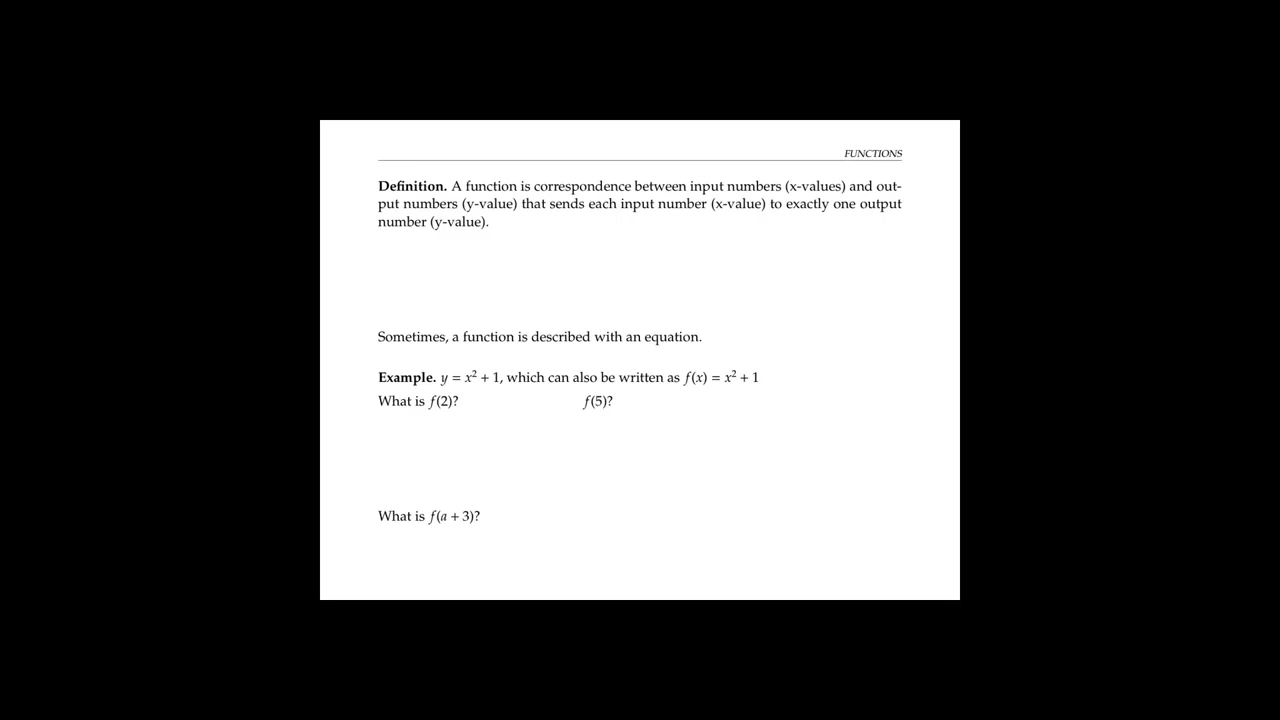 FUNCTIONS
Definition. A function is correspondence between input numbers (x-values) and out-
put numbers (y-value) that sends each input number (x-value) to exactly one output
number (y-value).
Sometimes, a function is described with an equation.
Example. y = x² + 1, which can also be written as f(x) = x² + 1
What is f(2)? f(5)?
What is f(a + 3)?